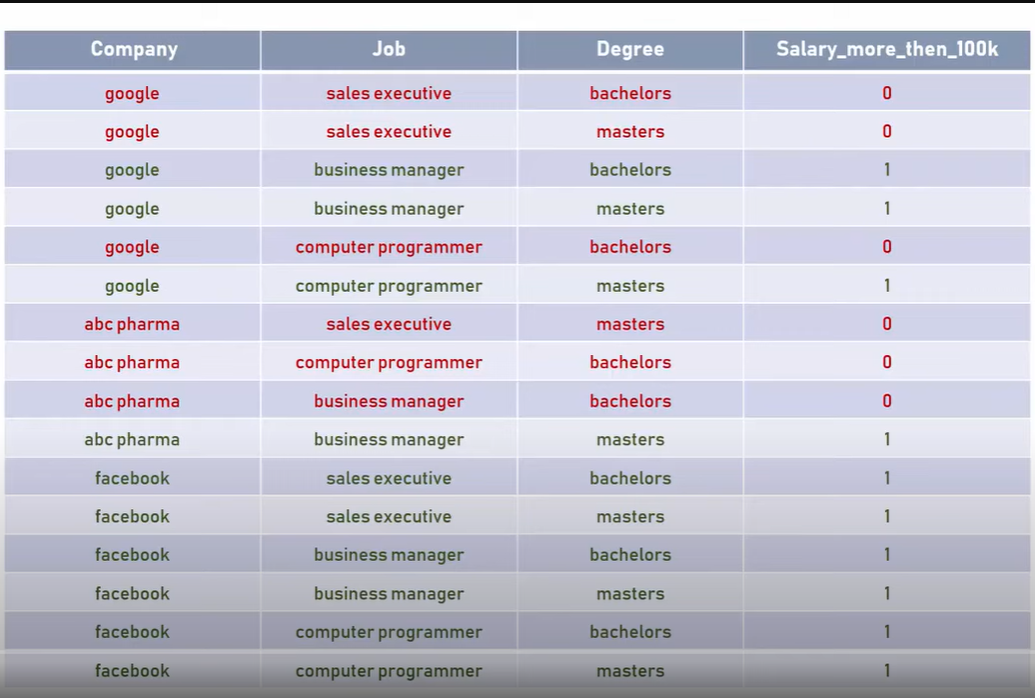 Company Job Degree Salary_more_then_100k
google sales executive bachelors 0
google sales executive masters 0
google business manager bachelors 1
google business manager masters 1
google computer programmer bachelors 0
google computer programmer masters 1
abc pharma sales executive masters 0
abc pharma computer programmer bachelors 0
abc pharma business manager bachelors 0
abc pharma business manager masters 1
facebook sales executive bachelors 1
facebook sales executive masters 1
facebook business manager bachelors 1
facebook business manager masters 1
facebook computer programmer bachelors 1
facebook computer programmer masters 1